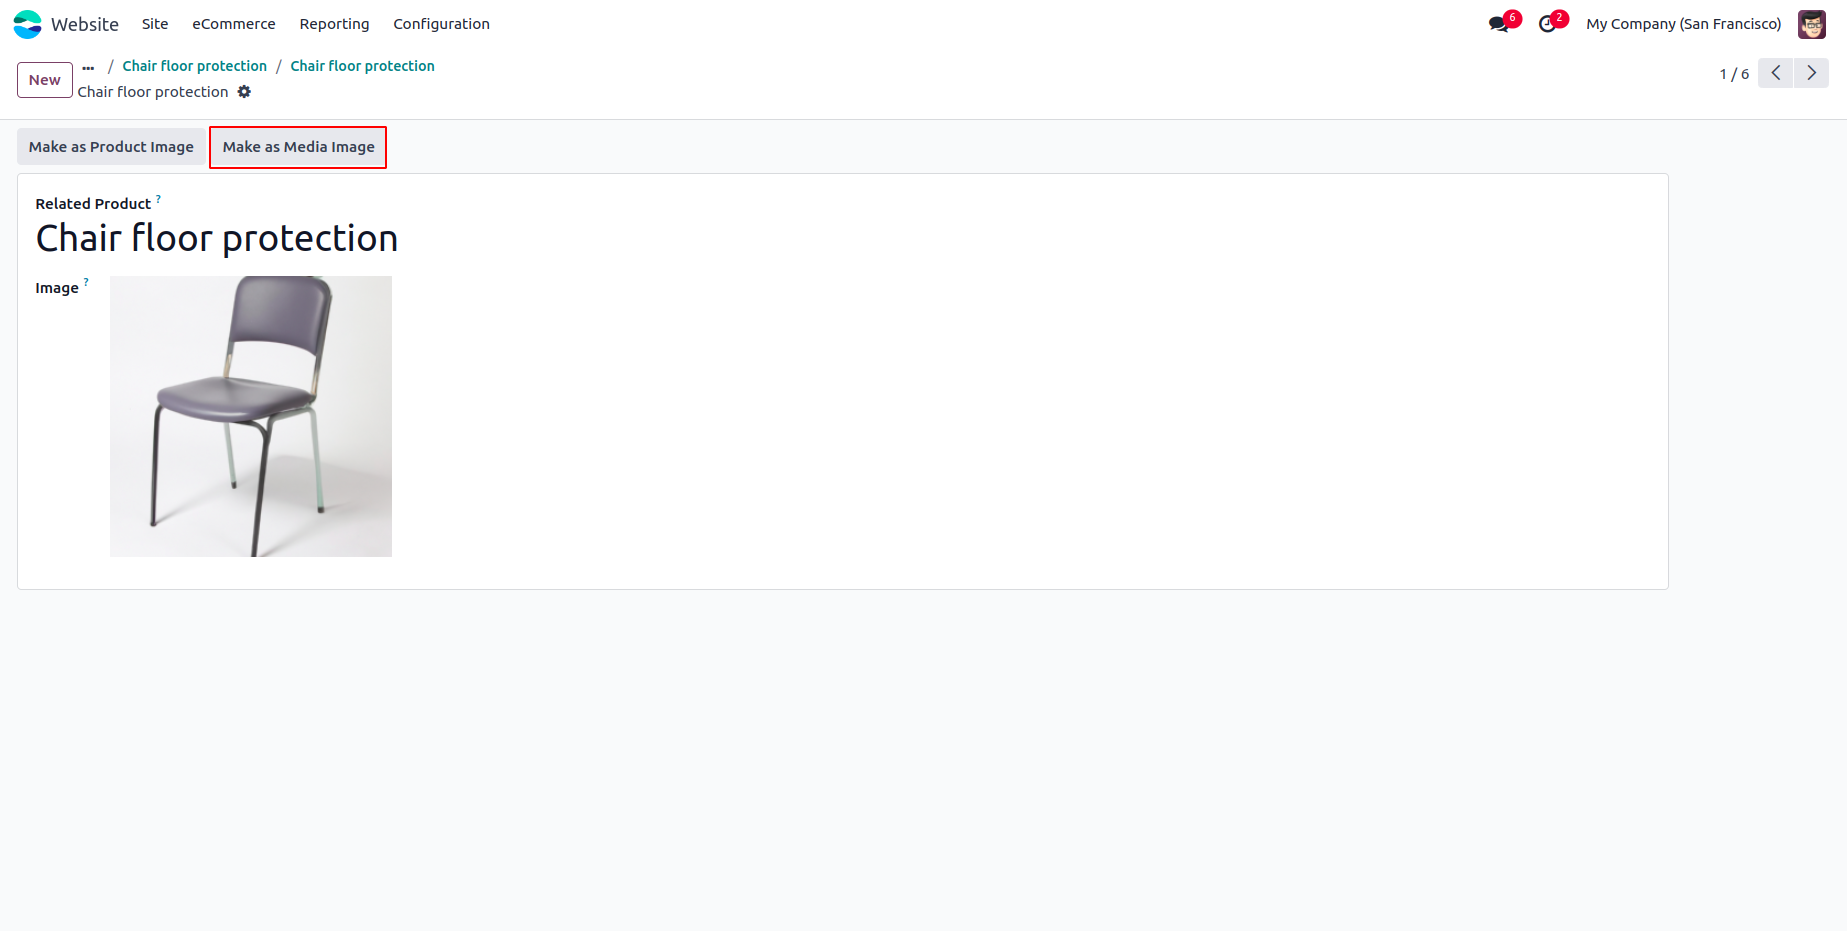 Website Site eCommerce Reporting Configuration 6 2 My Company (San Francisco)
New ... / Chair floor protection / Chair floor protection 1 / 6
Chair floor protection
Make as Product Image Make as Media Image
Related Product ?
Chair floor protection
Image ?